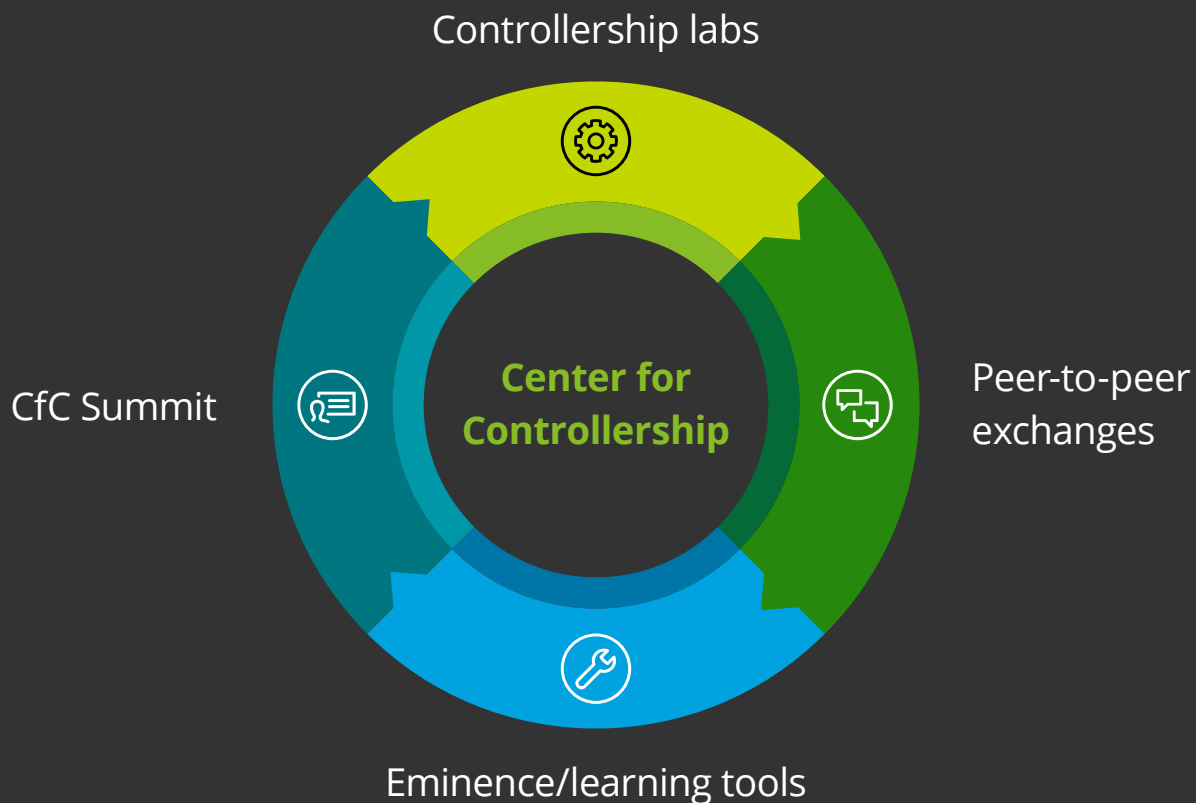 Controllership labs
CfC Summit
Center for
Controllership
Peer-to-peer
exchanges
Eminence/learning tools